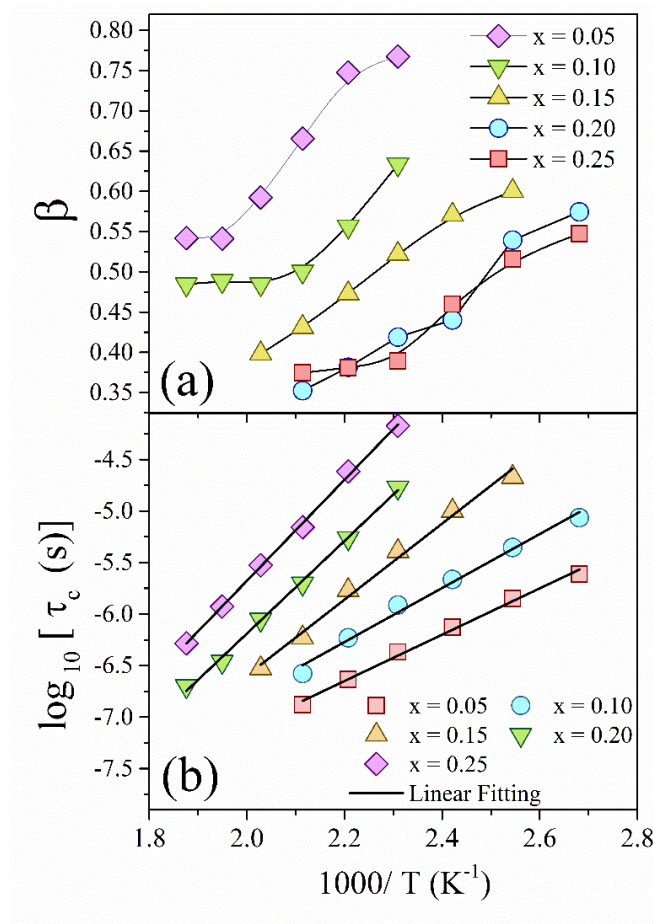 0.80
0.75
0.70
0.65
0.60
0.55
0.50
0.45
0.40
0.35
β
x = 0.05
x = 0.10
x = 0.15
x = 0.20
x = 0.25
(a)
-4.5
-5.0
-5.5
-6.0
-6.5
-7.0
-7.5
log₁₀ [ τ_c (s)]
x = 0.05 x = 0.10
x = 0.15 x = 0.20
x = 0.25
Linear Fitting
(b)
1.8 2.0 2.2 2.4 2.6 2.8
1000/ T (K⁻¹)